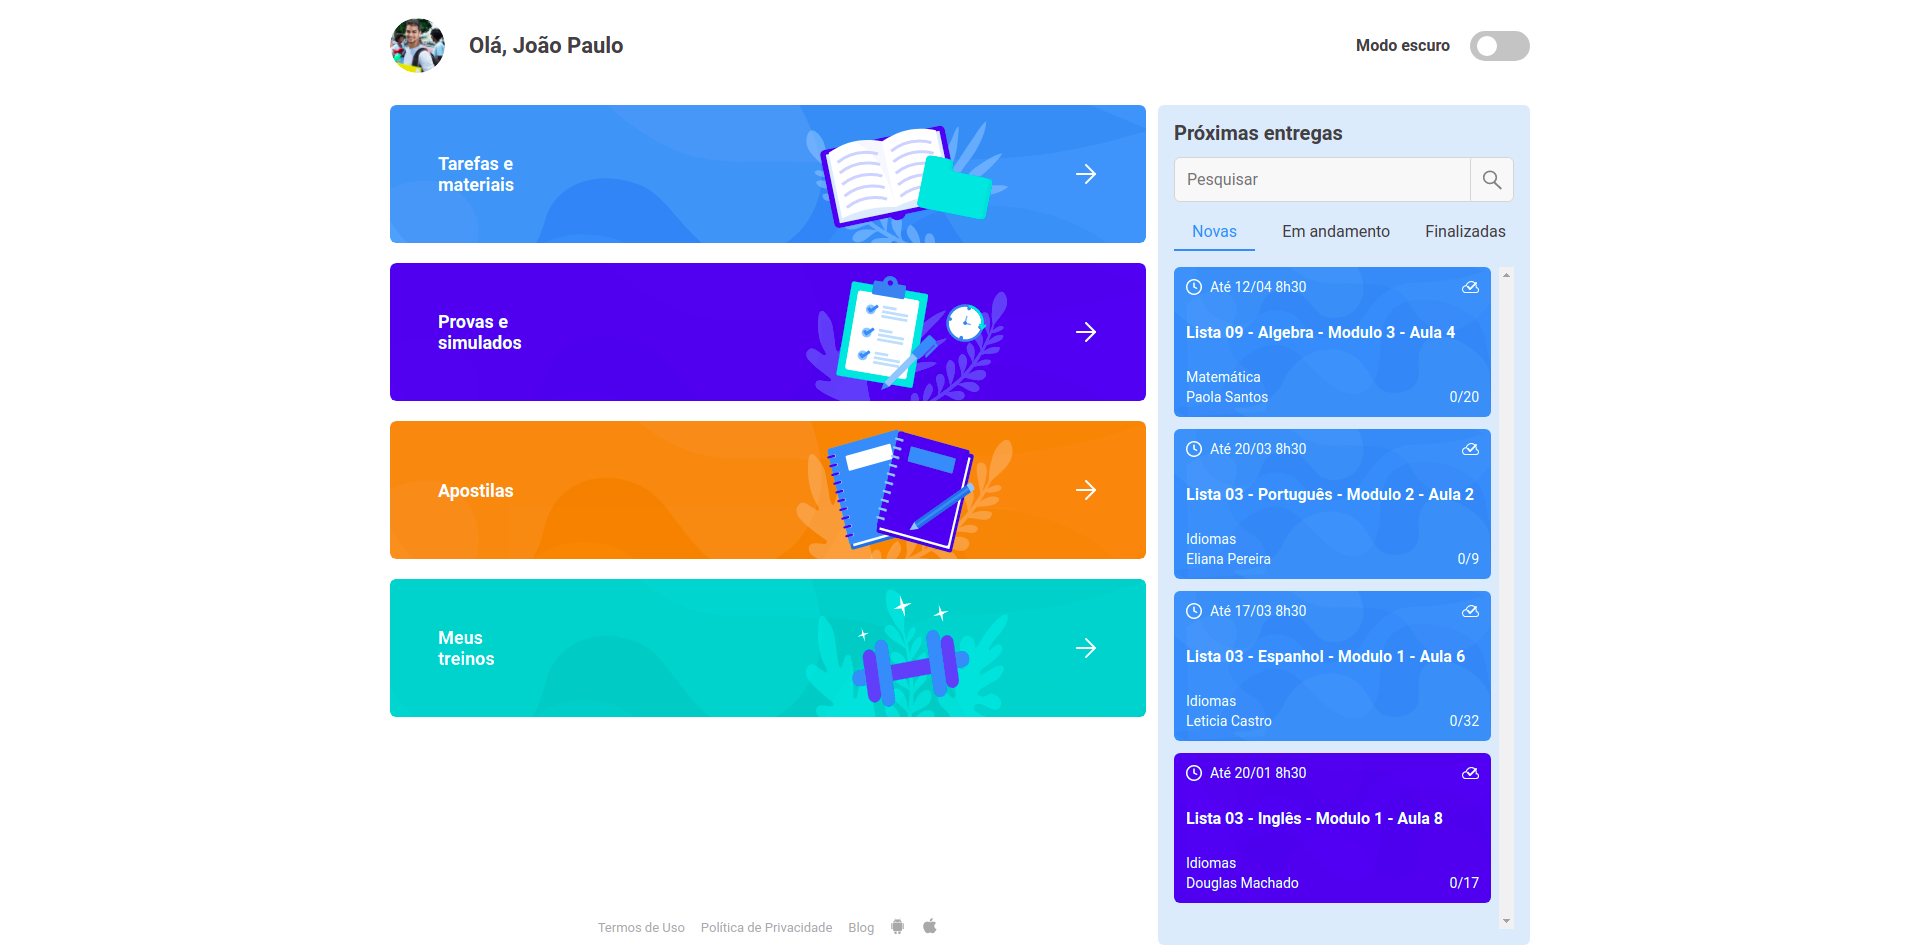 Olá, João Paulo
Modo escuro
Tarefas e
materiais
Provas e
simulados
Apostilas
Meus
treinos
Próximas entregas
Pesquisar
Novas
Em andamento
Finalizadas
Até 12/04 8h30
Lista 09 - Algebra - Modulo 3 - Aula 4
Matemática
Paola Santos
0/20
Até 20/03 8h30
Lista 03 - Português - Modulo 2 - Aula 2
Idiomas
Eliana Pereira
0/9
Até 17/03 8h30
Lista 03 - Espanhol - Modulo 1 - Aula 6
Idiomas
Leticia Castro
0/32
Até 20/01 8h30
Lista 03 - Inglês - Modulo 1 - Aula 8
Idiomas
Douglas Machado
0/17
Termos de Uso
Política de Privacidade
Blog